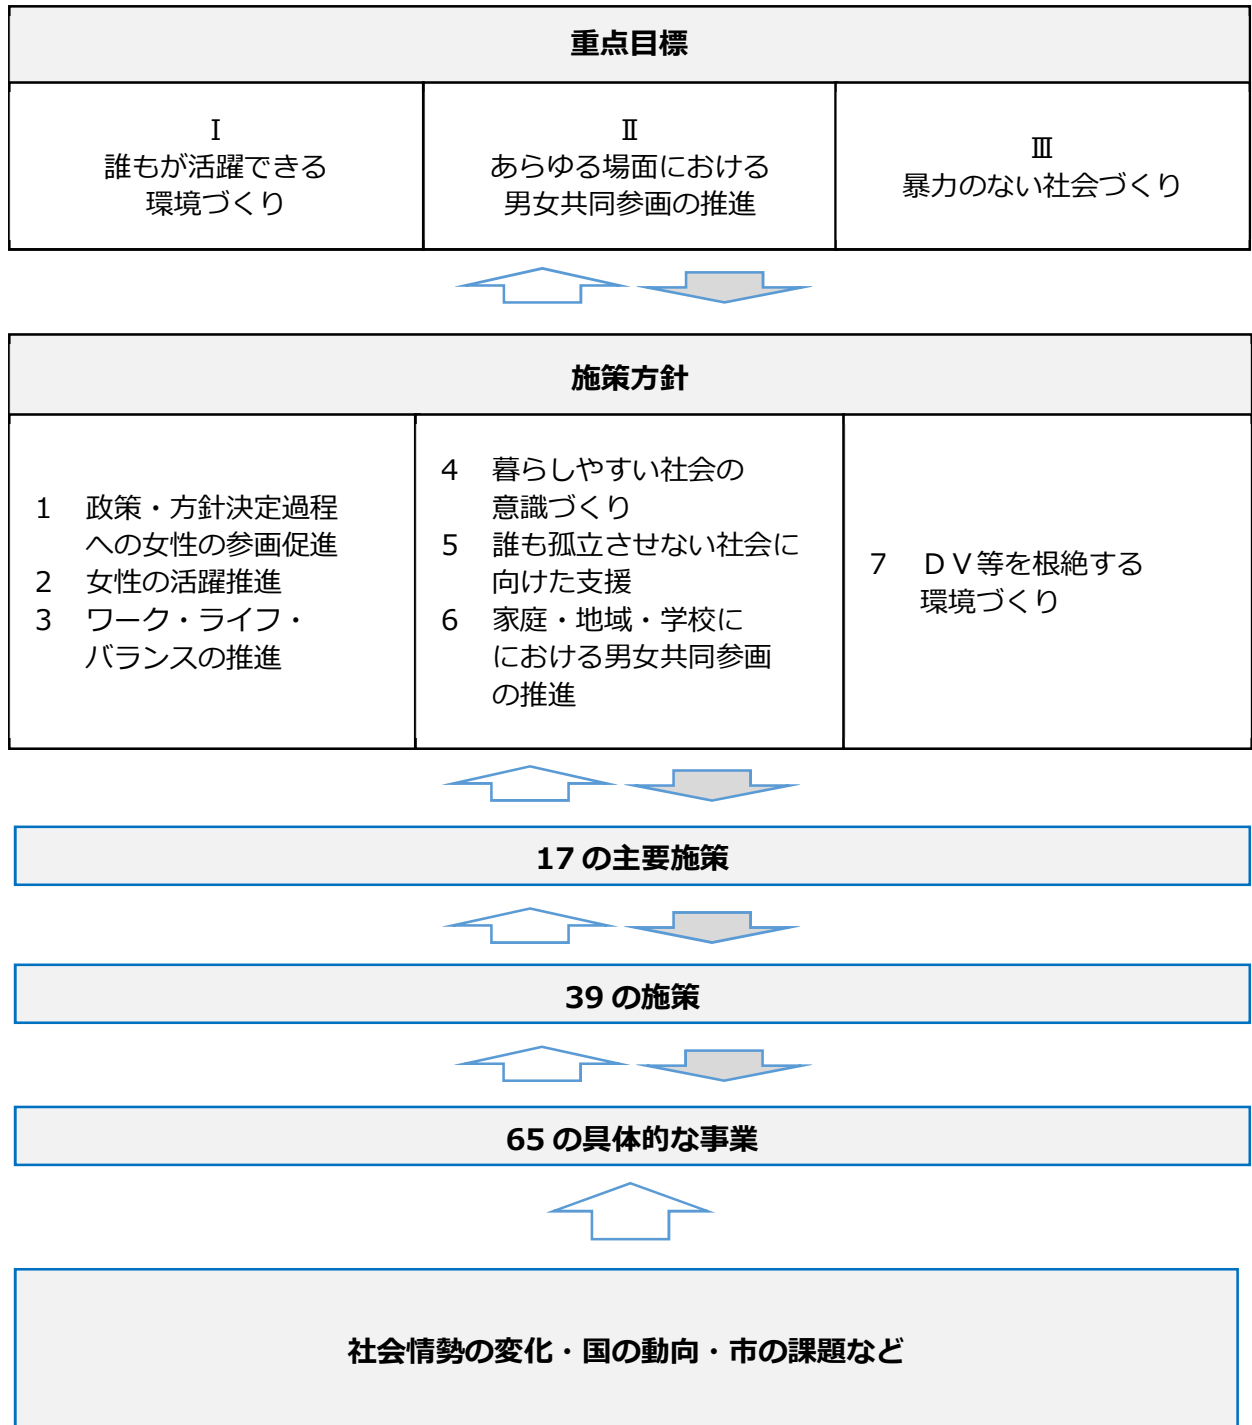 重点目標
Ⅰ
誰もが活躍できる
環境づくり
Ⅱ
あらゆる場面における
男女共同参画の推進
Ⅲ
暴力のない社会づくり
施策方針
1　政策・方針決定過程
への女性の参画促進
2　女性の活躍推進
3　ワーク・ライフ・
バランスの推進
4　暮らしやすい社会の
意識づくり
5　誰も孤立させない社会に
向けた支援
6　家庭・地域・学校に
における男女共同参画
の推進
7　ＤＶ等を根絶する
環境づくり
17 の主要施策
39 の施策
65 の具体的な事業
社会情勢の変化・国の動向・市の課題など